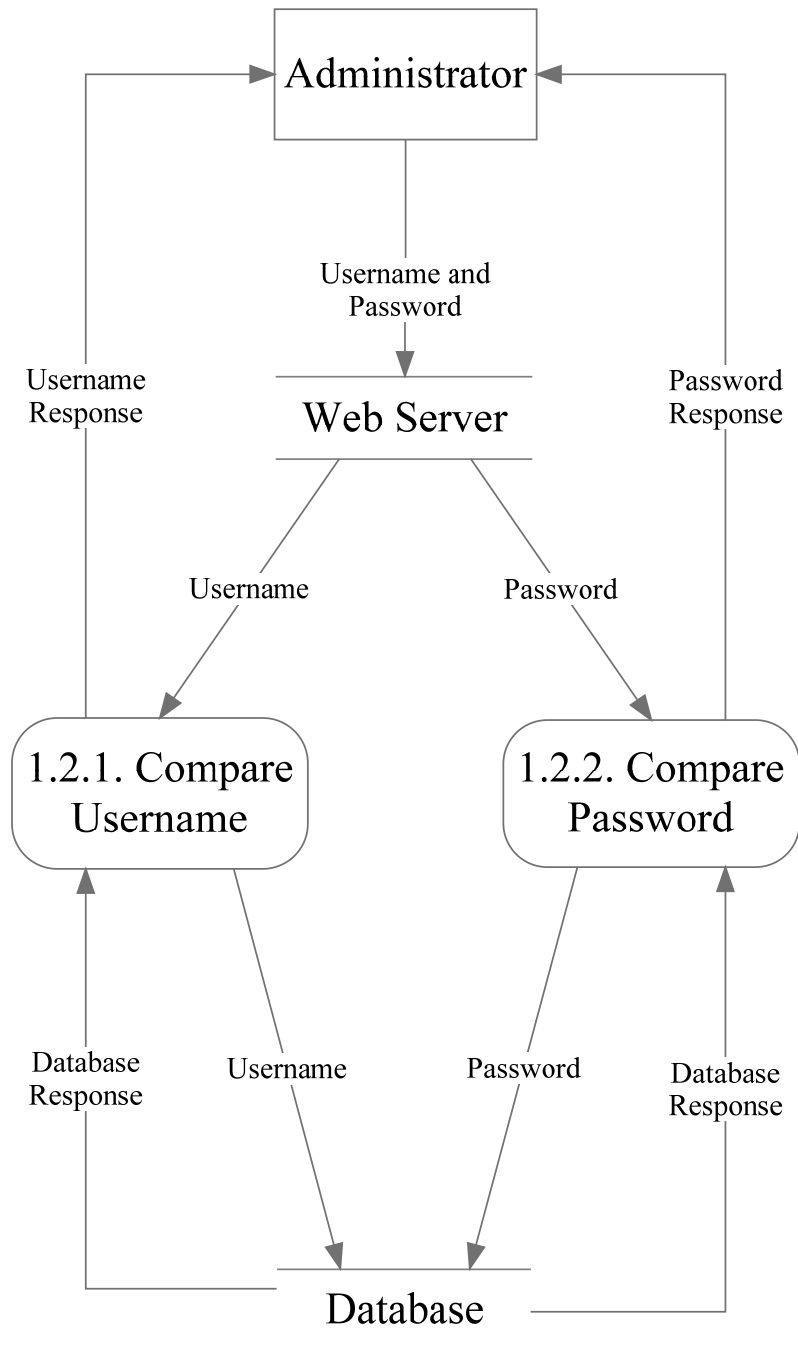 Administrator
Username and
Password
Username
Response
Password
Response
Web Server
Username
Password
1.2.1. Compare
Username
1.2.2. Compare
Password
Database
Response
Username
Password
Database
Response
Database